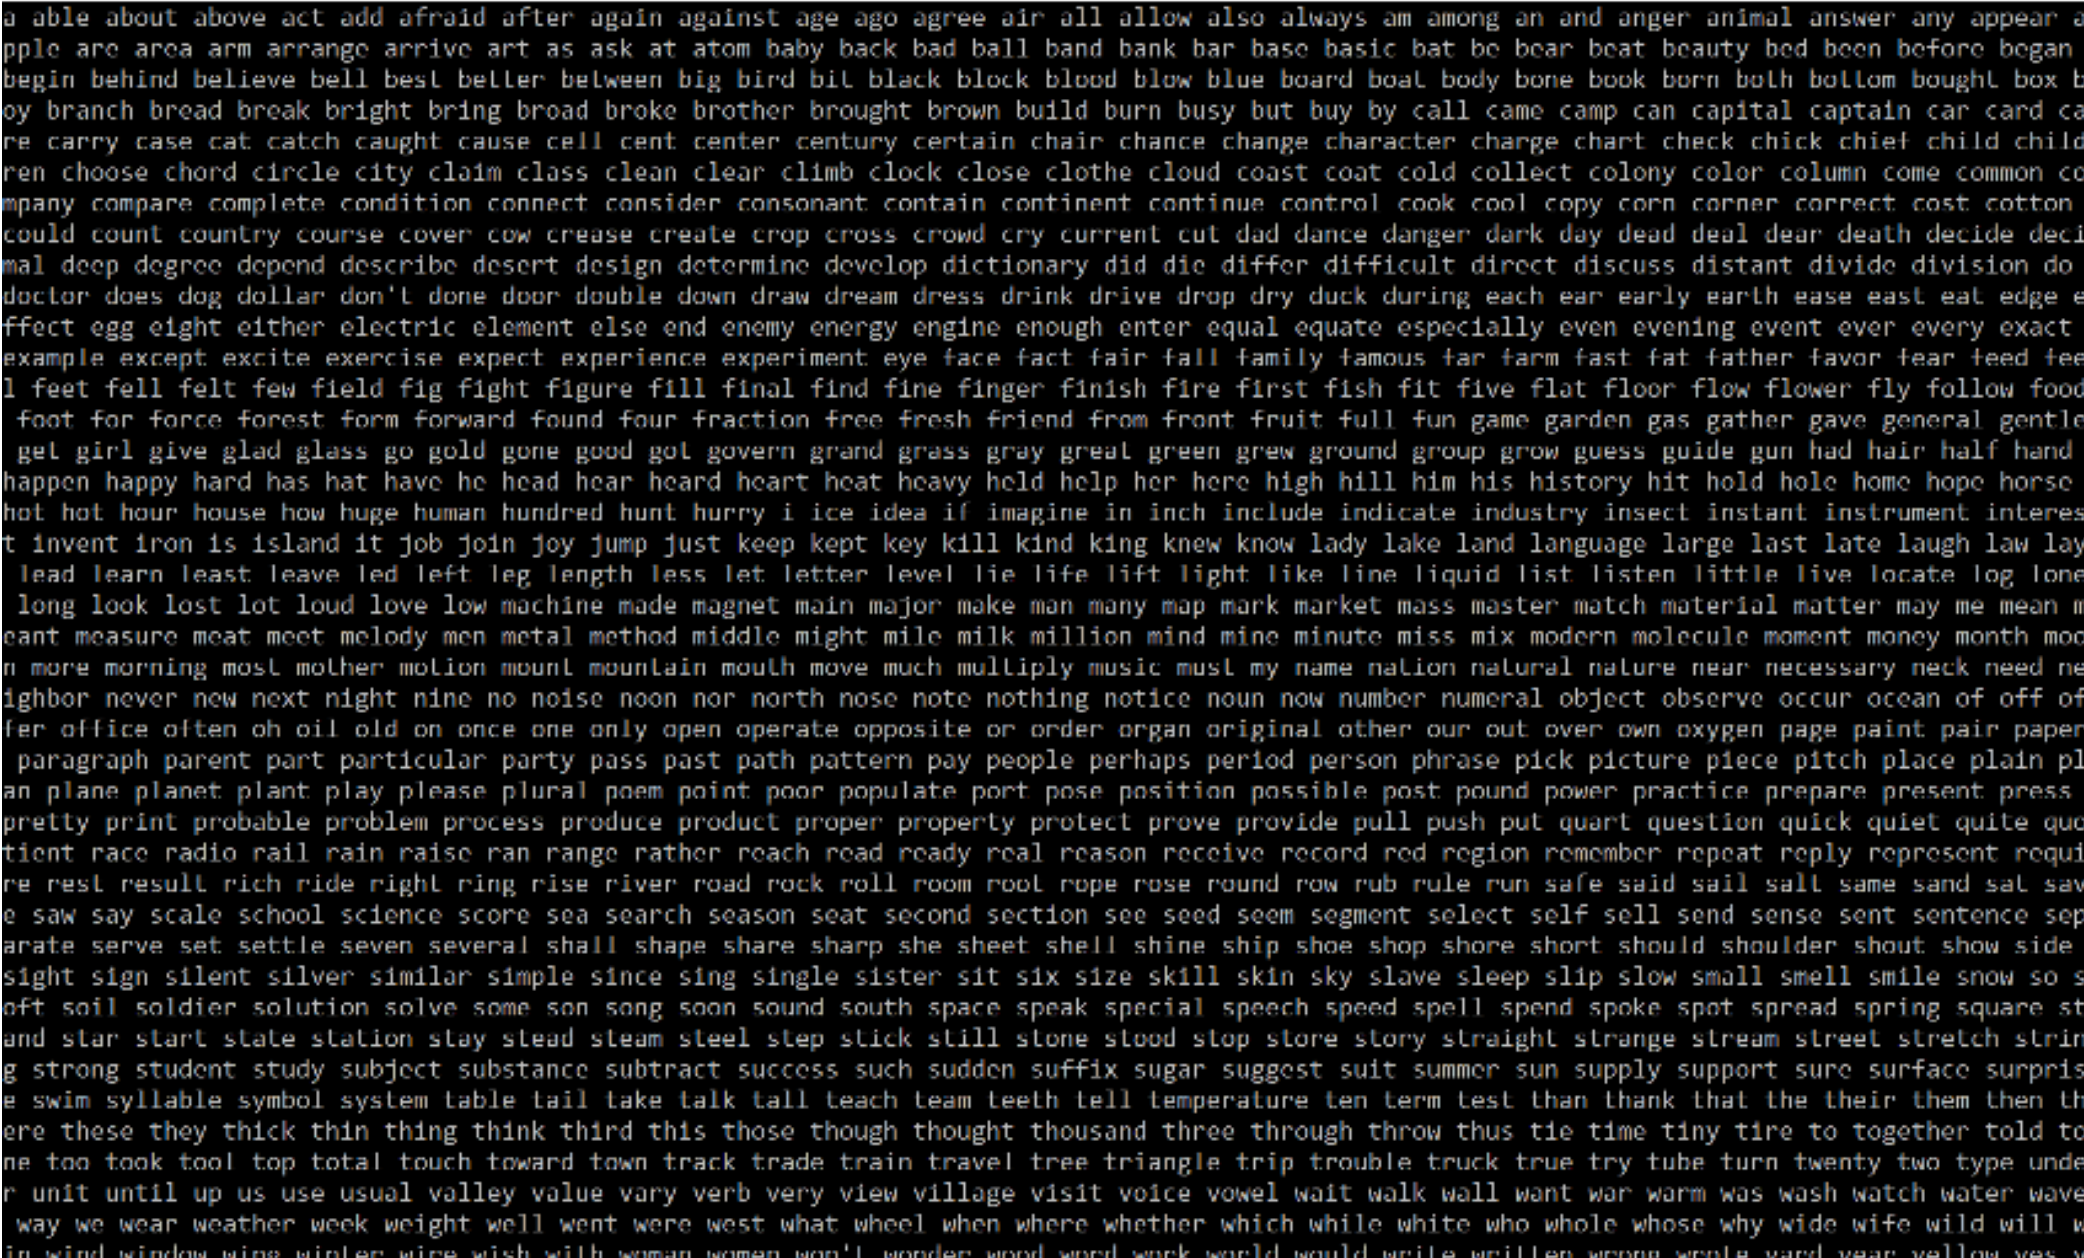 a able about above act add afraid after again against age ago agree air all allow also always am among an and anger animal answer any appear a
pple are area arm arrange arrive art as ask at atom baby back bad ball band bank bar base basic bat be bear beat beauty bed been before began
begin behind believe bell best better between big bird bit black block blood blow blue board boat body bone book born both bottom bought box b
oy branch bread break bright bring broad broke brother brought brown build burn busy but buy by call came camp can capital captain car card ca
re carry case cat catch caught cause cell cent center century certain chair chance change character charge chart check chick chief child child
ren choose chord circle city claim class clean clear climb clock close clothe cloud coast coat cold collect colony color column come common co
mpany compare complete condition connect consider consonant contain continent continue control cook cool copy corn corner correct cost cotton
could count country course cover cow crease create crop cross crowd cry current cut dad dance danger dark day dead deal dear death decide deci
mal deep degree depend describe desert design determine develop dictionary did die differ difficult direct discuss distant divide division do
doctor does dog dollar don't done door double down draw dream dress drink drive drop dry duck during each ear early earth ease east eat edge e
ffect egg eight either electric element else end enemy energy engine enough enter equal equate especially even evening event ever every exact
example except excite exercise expect experience experiment eye face fact fair fall family famous far farm fast fat father favor fear feed fee
l feet fell felt few field fig fight figure fill final find fine finger finish fire first fish fit five flat floor flow flower fly follow food
foot for force forest form forward found four fraction free fresh friend from front fruit full fun game garden gas gather gave general gentle
get girl give glad glass go gold gone good got govern grand grass gray great green grew ground group grow guess guide gun had hair half hand
happen happy hard has hat have he head hear heard heart heat heavy held help her here high hill him his history hit hold hole home hope horse
hot hot hour house how huge human hundred hunt hurry i ice idea if imagine in inch include indicate industry insect instant instrument interes
t invent iron is island it job join joy jump just keep kept key kill kind king knew know lady lake land language large last late laugh law lay
lead learn least leave led left leg length less let letter level lie life lift light like line liquid list listen little live locate log lone
long look lost lot loud love low machine made magnet main major make man many map mark market mass master match material matter may me mean m
eant measure meat meet melody men metal method middle might mile milk million mind mine minute miss mix modern molecule moment money month moo
n more morning most mother motion mount mountain mouth move much multiply music must my name nation natural nature near necessary neck need ne
ighbor never new next night nine no noise noon nor north nose note nothing notice noun now number numeral object observe occur ocean of off of
fer office often oh oil old on once one only open operate opposite or order organ original other our out over own oxygen page paint pair paper
paragraph parent part particular party pass past path pattern pay people perhaps period person phrase pick picture piece pitch place plain pl
an plane planet plant play please plural poem point poor populate port pose position possible post pound power practice prepare present press
pretty print probable problem process produce product proper property protect prove provide pull push put quart question quick quiet quite quo
tient race radio rail rain raise ran range rather reach read ready real reason receive record red region remember repeat reply represent requi
re rest result rich ride right ring rise river road rock roll room root rope rose round row rub rule run safe said sail salt same sand sat sav
e saw say scale school science score sea search season seat second section see seed seem segment select self sell send sense sent sentence sep
arate serve set settle seven several shall shape share sharp she sheet shell shine ship shoe shop shore short should shoulder shout show side
sight sign silent silver similar simple since sing single sister sit six size skill skin sky slave sleep slip slow small smell smile snow so s
oft soil soldier solution solve some son song soon sound south space speak special speech speed spell spend spoke spot spread spring square st
and star start state station stay stead steam steel step stick still stone stood stop store story straight strange stream street stretch strin
g strong student study subject substance subtract success such sudden suffix sugar suggest suit summer sun supply support sure surface surpris
e swim syllable symbol system table tail take talk tall teach team teeth tell temperature ten term test than thank that the their them then th
ere these they thick thin thing think third this those though thought thousand three through throw thus tie time tiny tire to together told to
ne too took tool top total touch toward town track trade train travel tree triangle trip trouble truck true try tube turn twenty two type unde
r unit until up us use usual valley value vary verb very view village visit voice vowel wait walk wall want war warm was wash watch water wave
way we wear weather week weight well went were west what wheel when where whether which while white who whole whose why wide wife wild will w
in wind window wing winter wire wish with woman women won't wonder wood word work world would write written wrong wrote yard year yellow yes